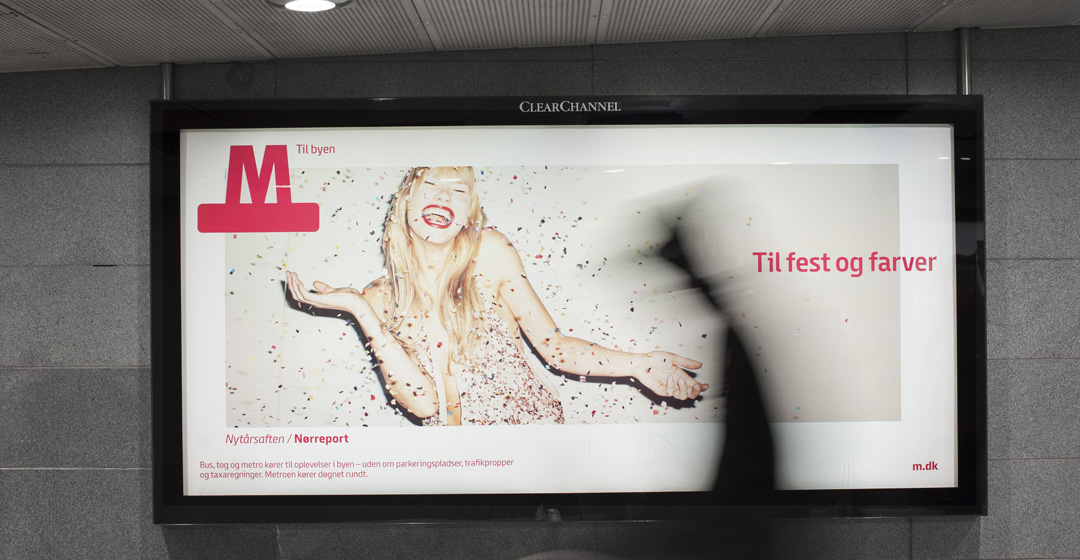 CLEARCHANNEL
M
Til byen
Til fest og farver
Nytårsaften / Nørreport
Bus, tog og metro kører til oplevelser i byen – uden om parkeringspladser, trafikpropper
og taxaregninger. Metroen kører døgnet rundt.
m.dk